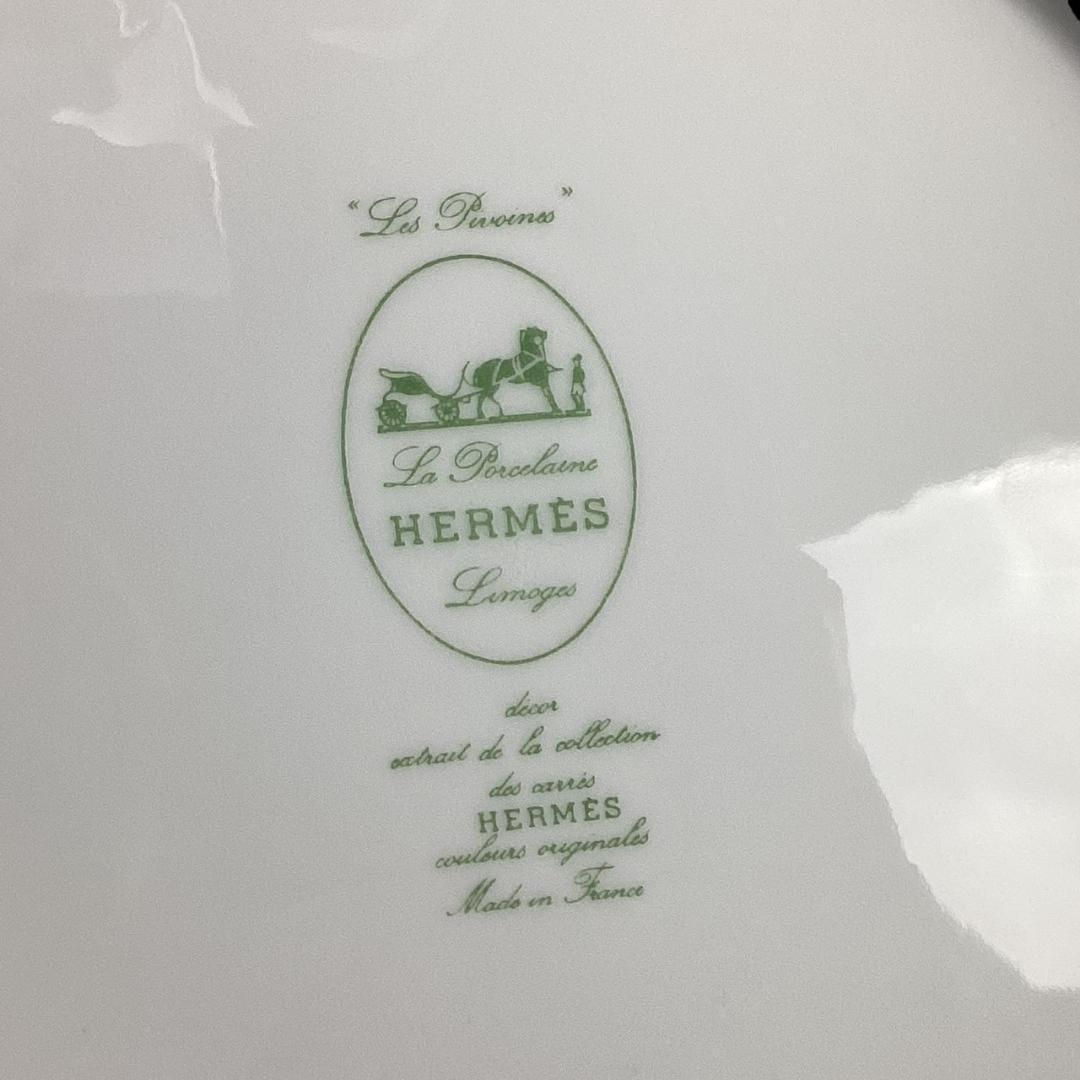 “Les Pivoines”
La Porcelaine
HERMÈS
Limoges
décor
extrait de la collection
des carrés
HERMÈS
couleurs originales
Made in France